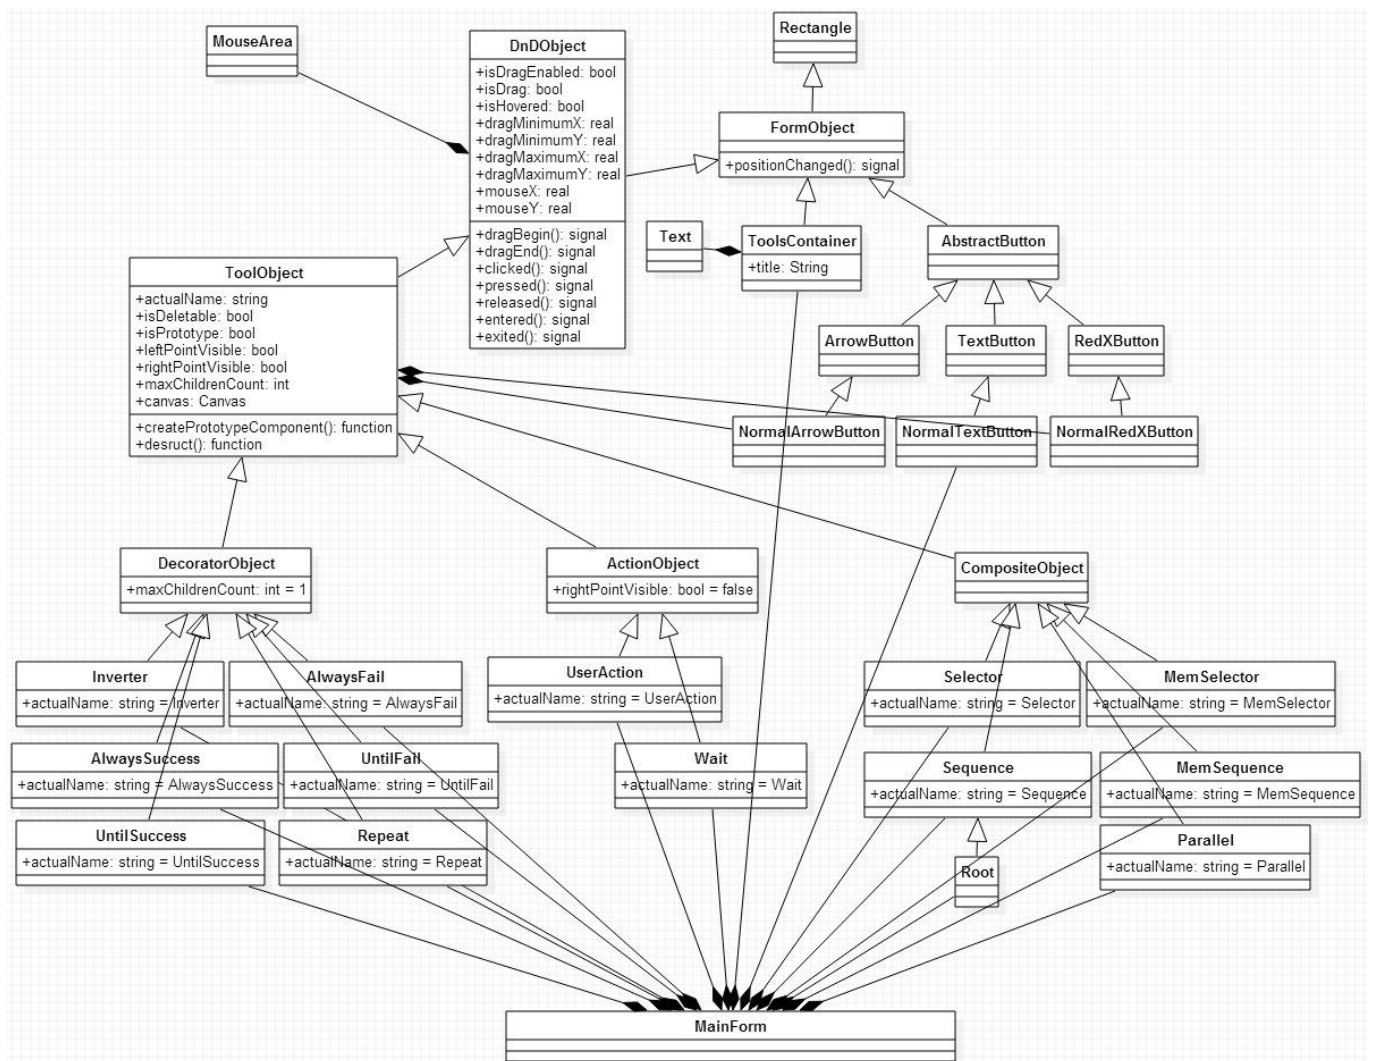 Rectangle
MouseArea
DnDObject
+isDragEnabled: bool
+isDrag: bool
+isHovered: bool
+dragMinimumX: real
+dragMinimumY: real
+dragMaximumX: real
+dragMaximumY: real
+mouseX: real
+mouseY: real
+dragBegin(): signal
+dragEnd(): signal
+clicked(): signal
+pressed(): signal
+released(): signal
+entered(): signal
+exited(): signal
FormObject
+positionChanged(): signal
Text
ToolsContainer
+title: String
AbstractButton
ToolObject
+actualName: string
+isDeletable: bool
+isPrototype: bool
+leftPointVisible: bool
+rightPointVisible: bool
+maxChildrenCount: int
+canvas: Canvas
+createPrototypeComponent(): function
+desruct(): function
ArrowButton
TextButton
RedXButton
NormalArrowButton
NormalTextButton
NormalRedXButton
DecoratorObject
+maxChildrenCount: int = 1
ActionObject
+rightPointVisible: bool = false
CompositeObject
Inverter
+actualName: string = Inverter
AlwaysFail
+actualName: string = AlwaysFail
UserAction
+actualName: string = UserAction
Selector
+actualName: string = Selector
MemSelector
+actualName: string = MemSelector
AlwaysSuccess
+actualName: string = AlwaysSuccess
UntilFail
+actualName: string = UntilFail
Wait
+actualName: string = Wait
Sequence
+actualName: string = Sequence
MemSequence
+actualName: string = MemSequence
UntilSuccess
+actualName: string = UntilSuccess
Repeat
+actualName: string = Repeat
Root
Parallel
+actualName: string = Parallel
MainForm